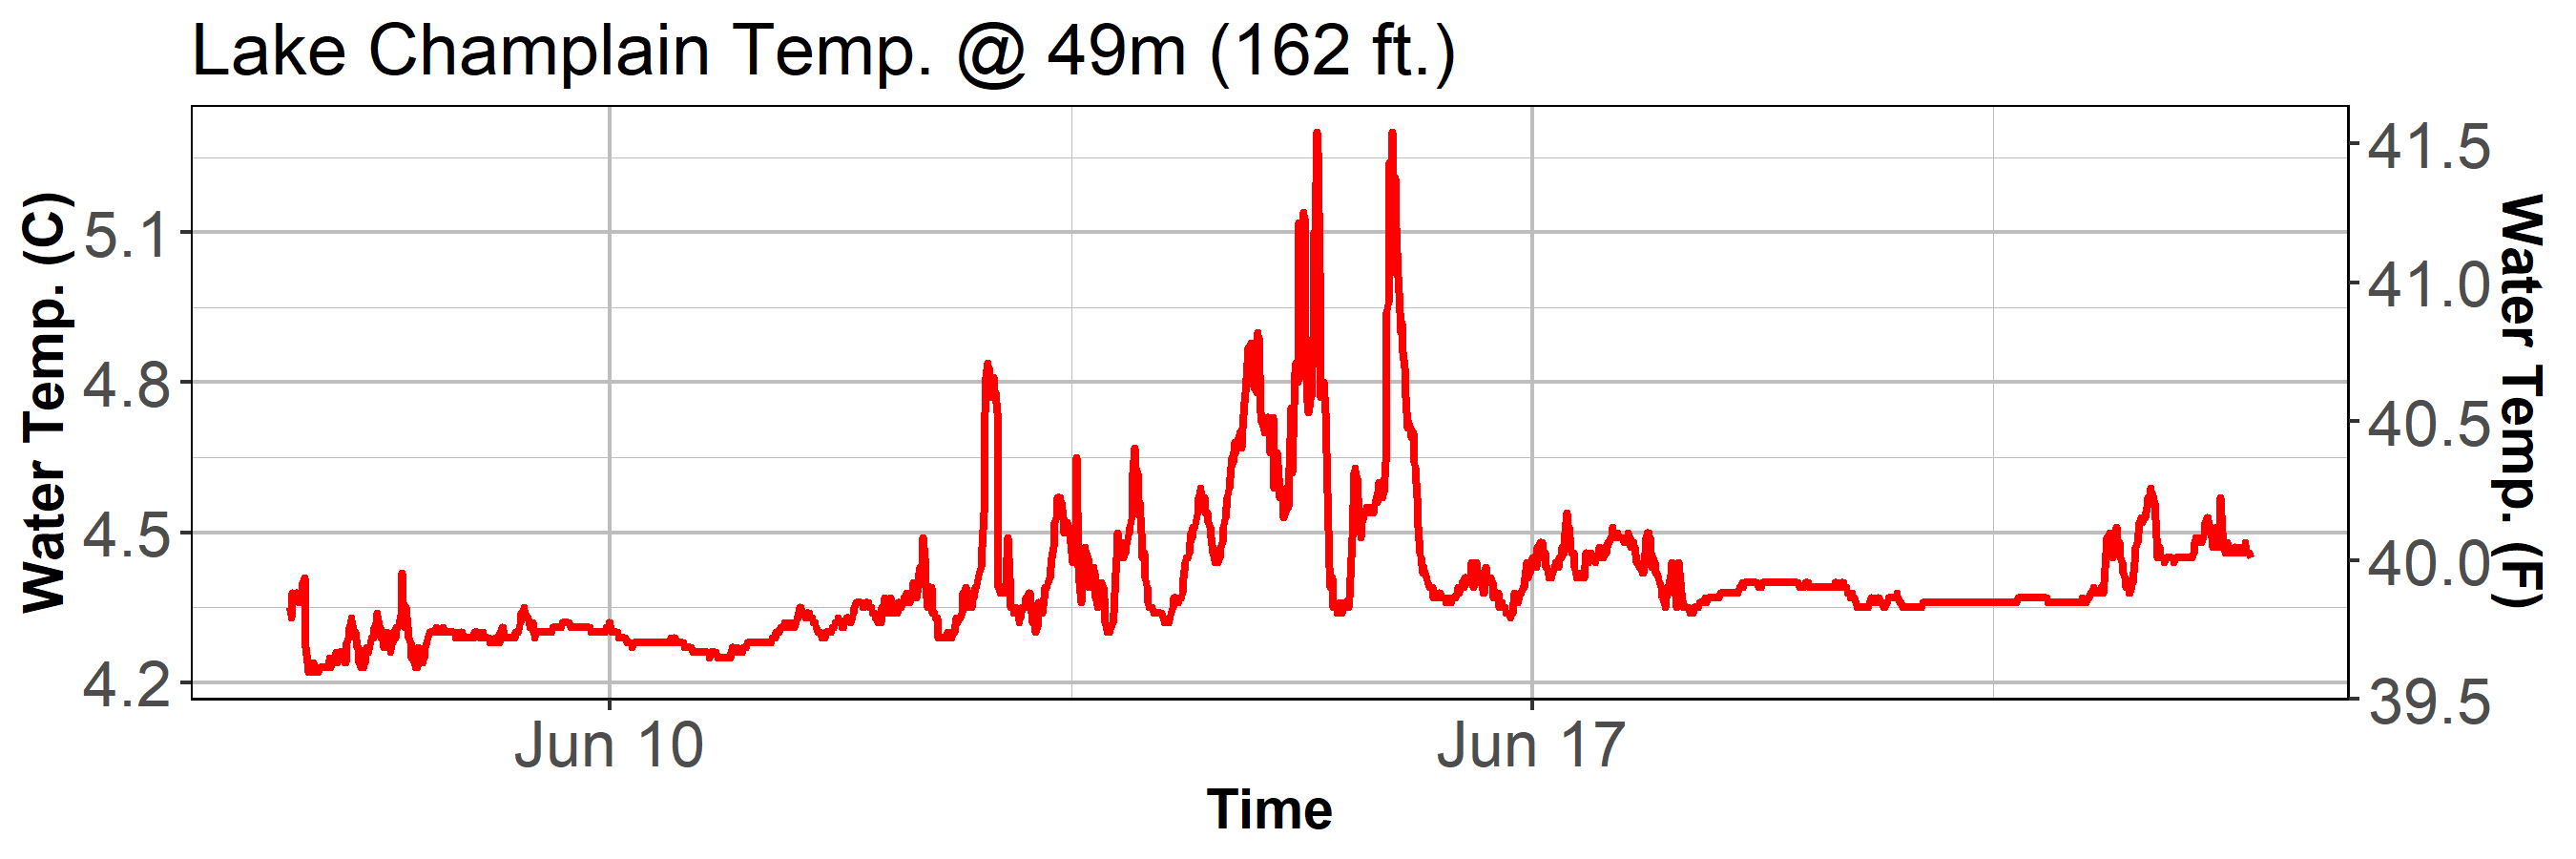 Lake Champlain Temp. @ 49m (162 ft.)
Water Temp. (C)
5.1
4.8
4.5
4.2
41.5
41.0
40.5
40.0
39.5
Water Temp. (F)
Jun 10
Jun 17
Time